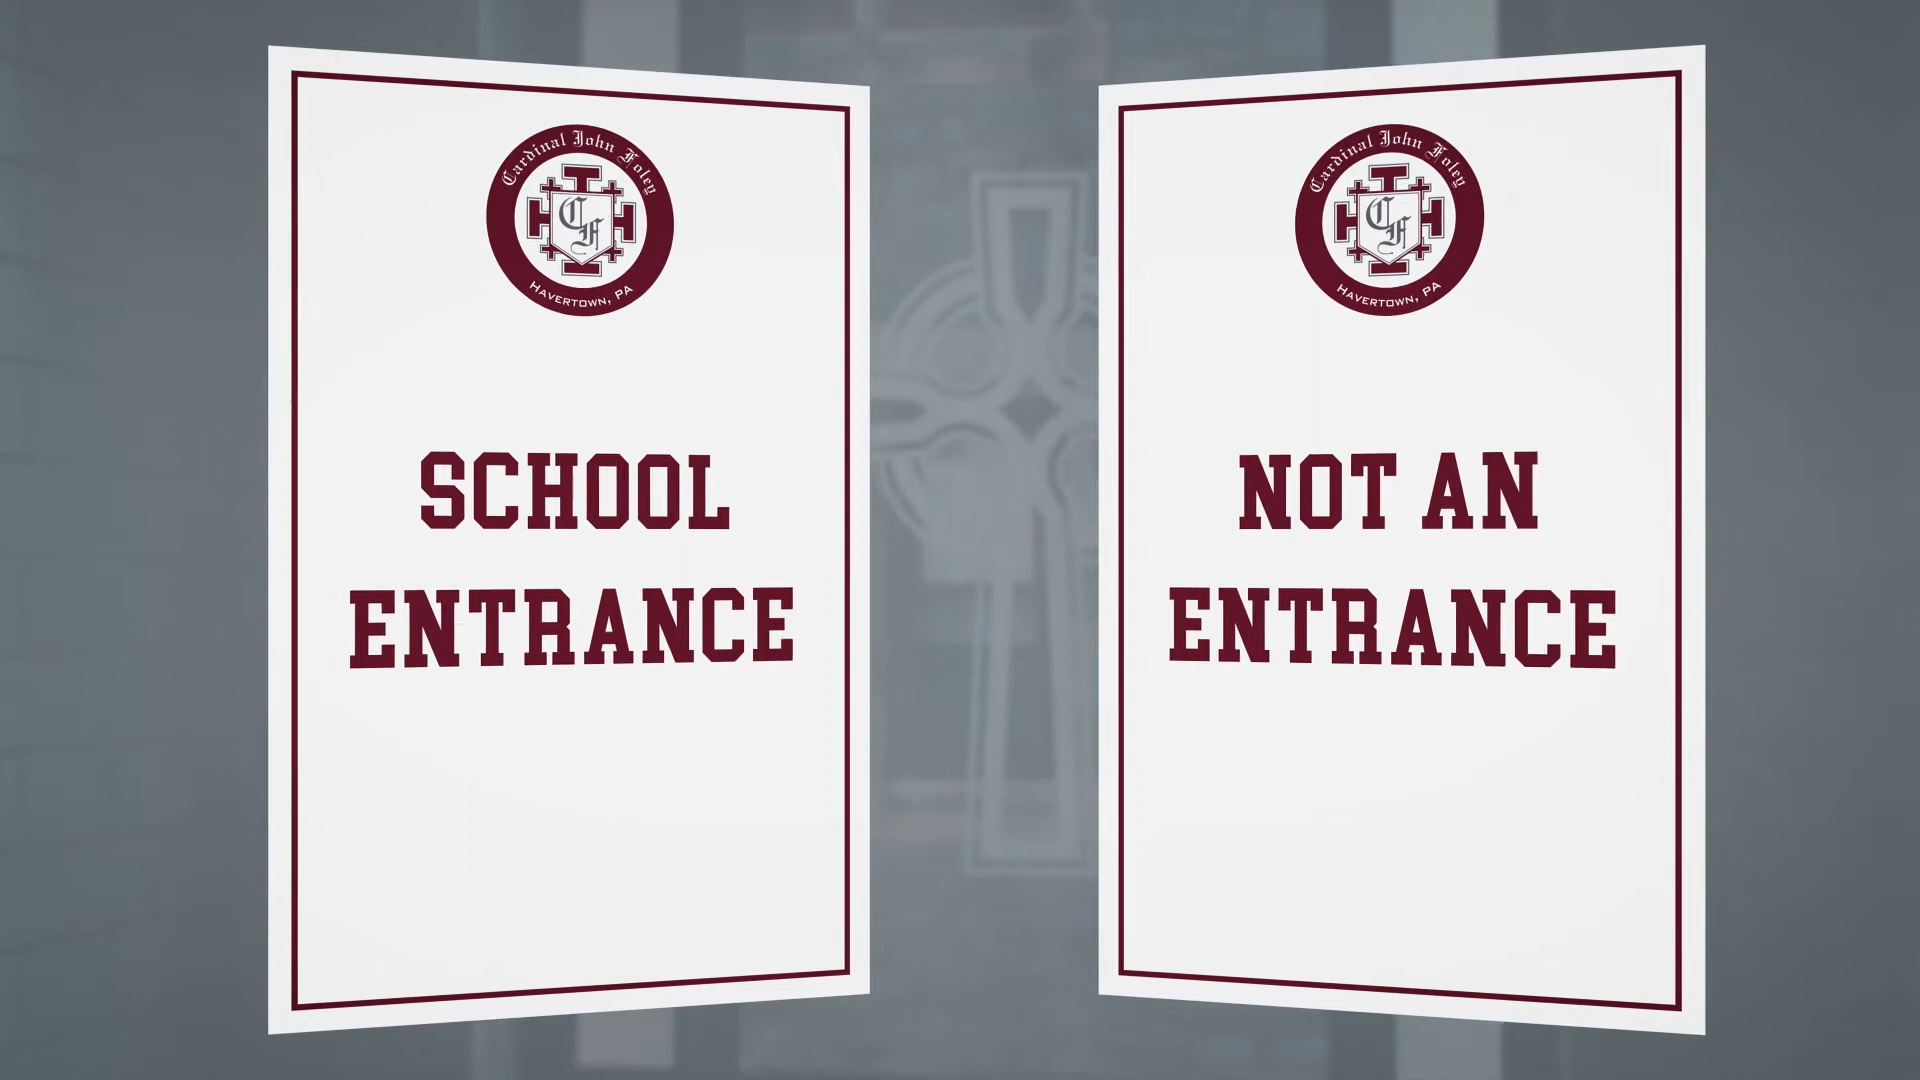 Cardinal John Foley
CF
HAVERTOWN, PA
SCHOOL
ENTRANCE
Cardinal John Foley
CF
HAVERTOWN, PA
NOT AN
ENTRANCE